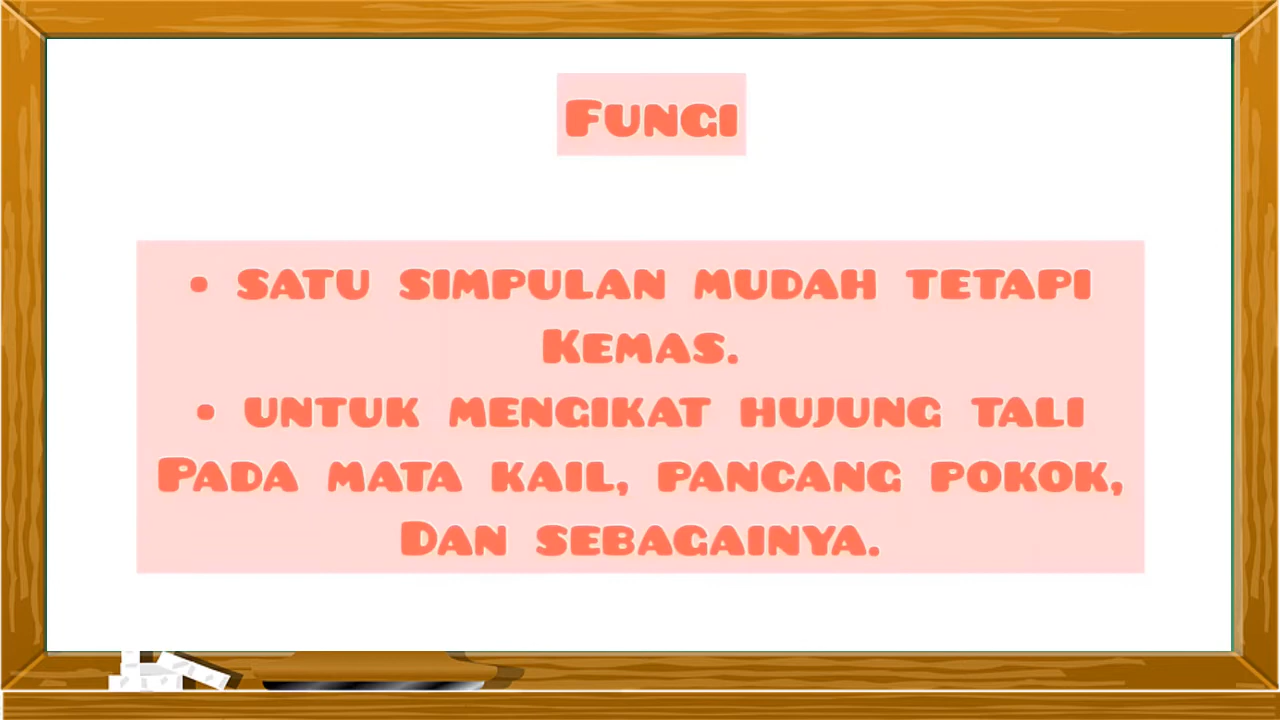 Fungi
• satu simpulan mudah tetapi
Kemas.
• untuk mengikat hujung tali
Pada mata kail, pancang pokok,
Dan sebagainya.